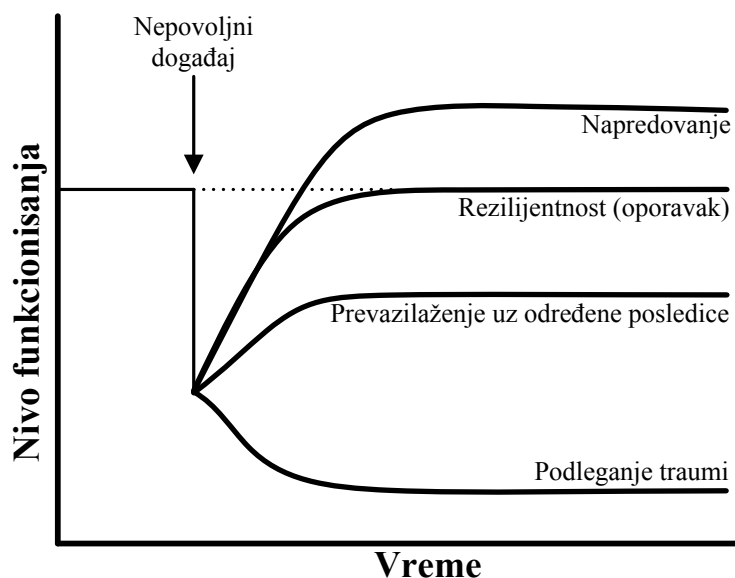 Nepovoljni
događaj
Nivo funkcionisanja
Napredovanje
Rezilijentnost (oporavak)
Prevazilaženje uz određene posledice
Podleganje traumi
Vreme